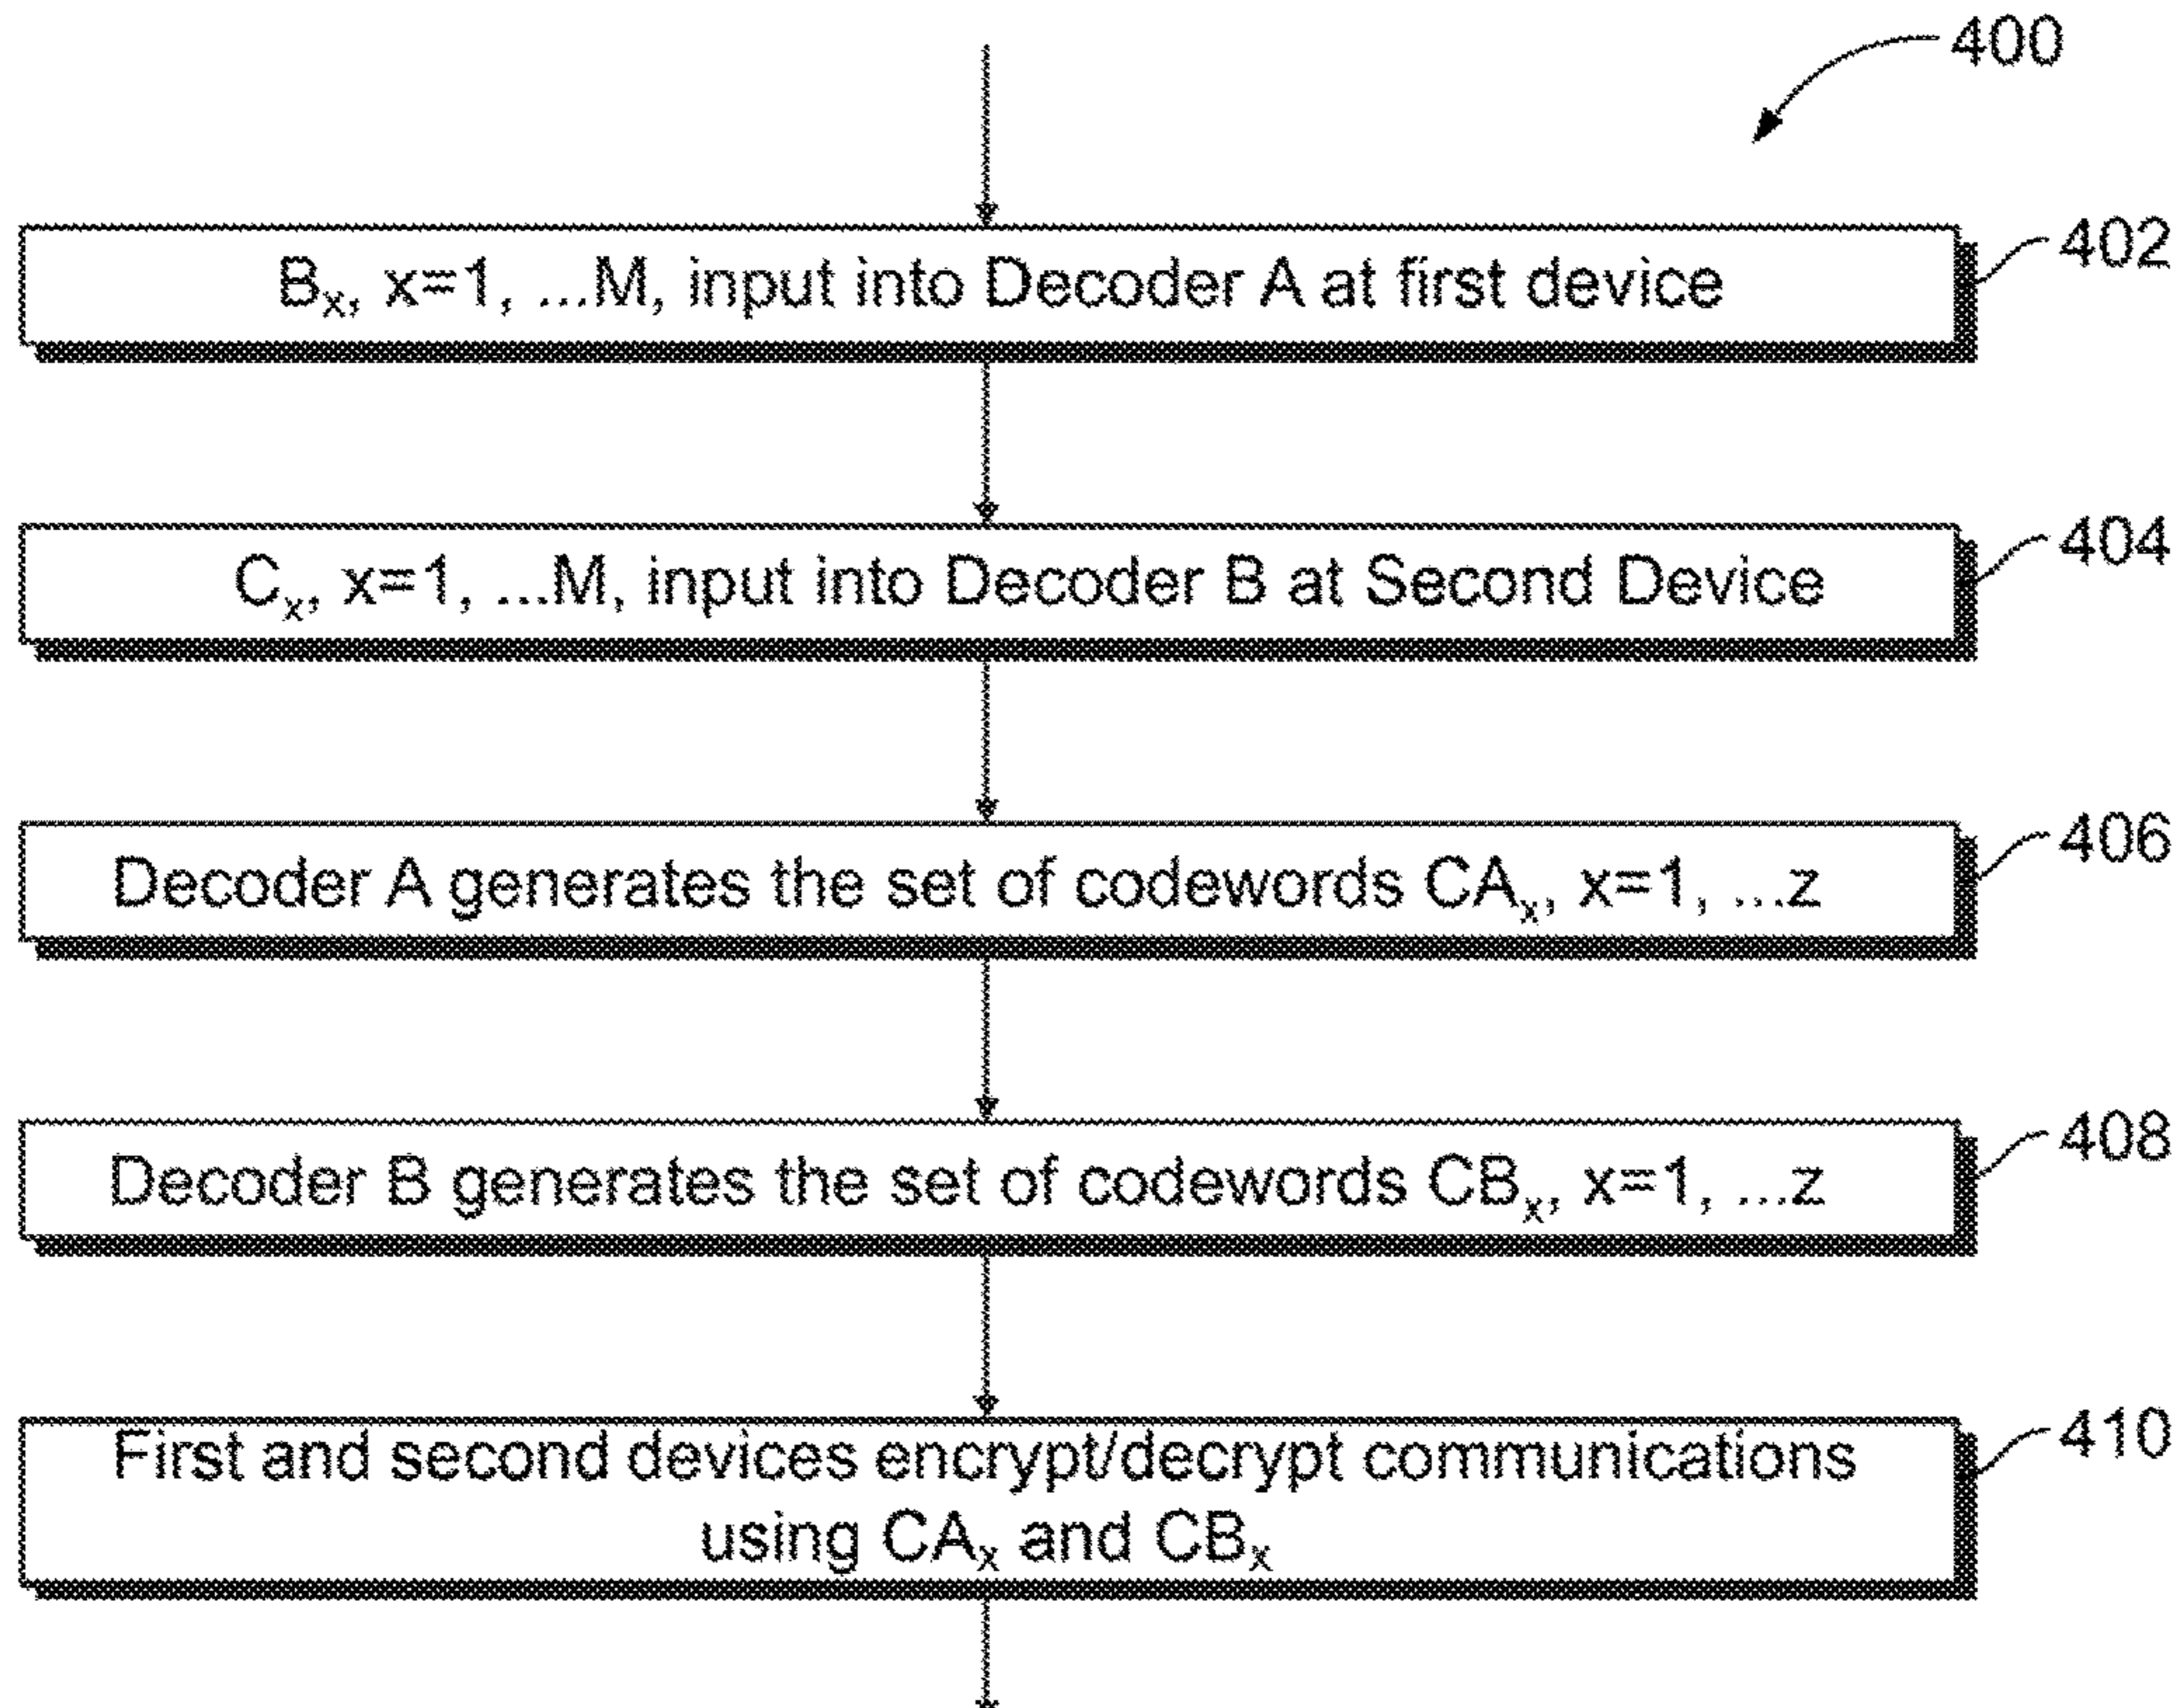 400
Bₓ, x=1, ...M, input into Decoder A at first device
402
Cₓ, x=1, ...M, input into Decoder B at Second Device
404
Decoder A generates the set of codewords CAₓ, x=1, ...z
406
Decoder B generates the set of codewords CBₓ, x=1, ...z
408
First and second devices encrypt/decrypt communications
using CAₓ and CBₓ
410